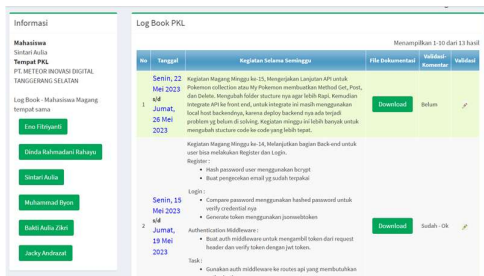 Informasi
Mahasiswa
Sintari Aulia
Tempat PKL
PT. METEOR INOVASI DIGITAL
TANGGERANG SELATAN
Log Book - Mahasiswa Magang
tempat sama
Eno Fitriyanti
Dinda Rahmadani Rahayu
Sintari Aulia
Muhammad Byon
Bakti Aulia Zikri
Jacky Andrazat
Log Book PKL
Menampilkan 1-10 dari 13 hasil
No Tanggal Kegiatan Selama Seminggu File Dokumentasi Validasi-Komentar Validasi
1
Senin, 22
Mei 2023
s/d
Jumat,
26 Mei
2023
Kegiatan Magang Minggu ke-15, Mengerjakan Lanjutan API untuk
Pokemon collection atau My Pokemon membuatkan Method Get, Post,
dan Delete. Mengubah folder stucture nya agar lebih Rapi. Kemudian
Integrate API ke front end, untuk integrate ini masih menggunakan
local host backendnya, karena deploy backend nya ada terjadi
problem yg belum di solving. Kegiatan minggu ini lebih banyak untuk
mengubah stucture code ke code yang lebih tepat.
Download
Belum
2
Senin, 15
Mei 2023
s/d
Jumat,
19 Mei
2023
Kegiatan Magang Minggu ke-14, Melanjutkan bagian Back-end untuk
user bisa melakukan Register dan Login.
Register :
• Hash password user menggunakan bcrypt
• Buat pengecekan email yg sudah terpakai
Login :
• Compare password menggunakan hashed password untuk
verify credential nya
• Generate token menggunakan jsonwebtoken
Authentication Middleware :
• Buat auth middleware untuk mengambil token dari request
header dan verify token dengan jwt token.
Task :
• Gunakan auth middleware ke routes api yang membutuhkan
Download
Sudah - Ok